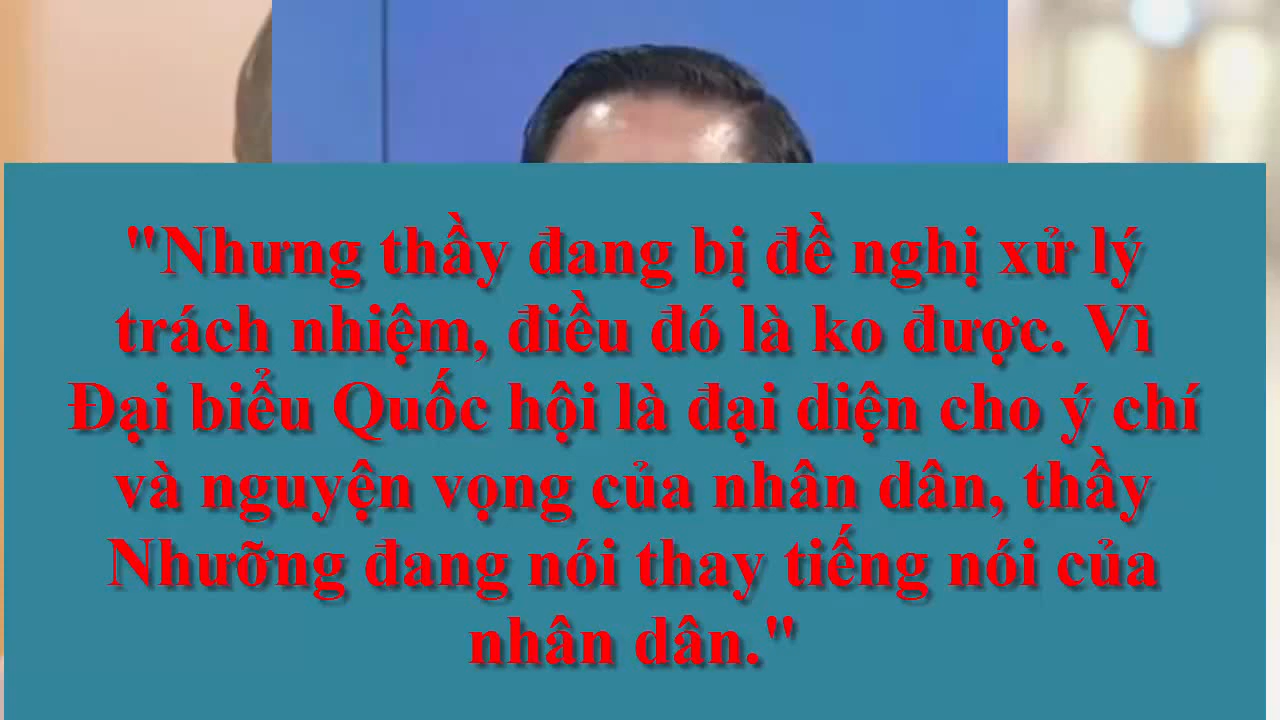 "Nhưng thầy đang bị đề nghị xử lý
trách nhiệm, điều đó là ko được. Vì
Đại biểu Quốc hội là đại diện cho ý chí
và nguyện vọng của nhân dân, thầy
Nhưỡng đang nói thay tiếng nói của
nhân dân."